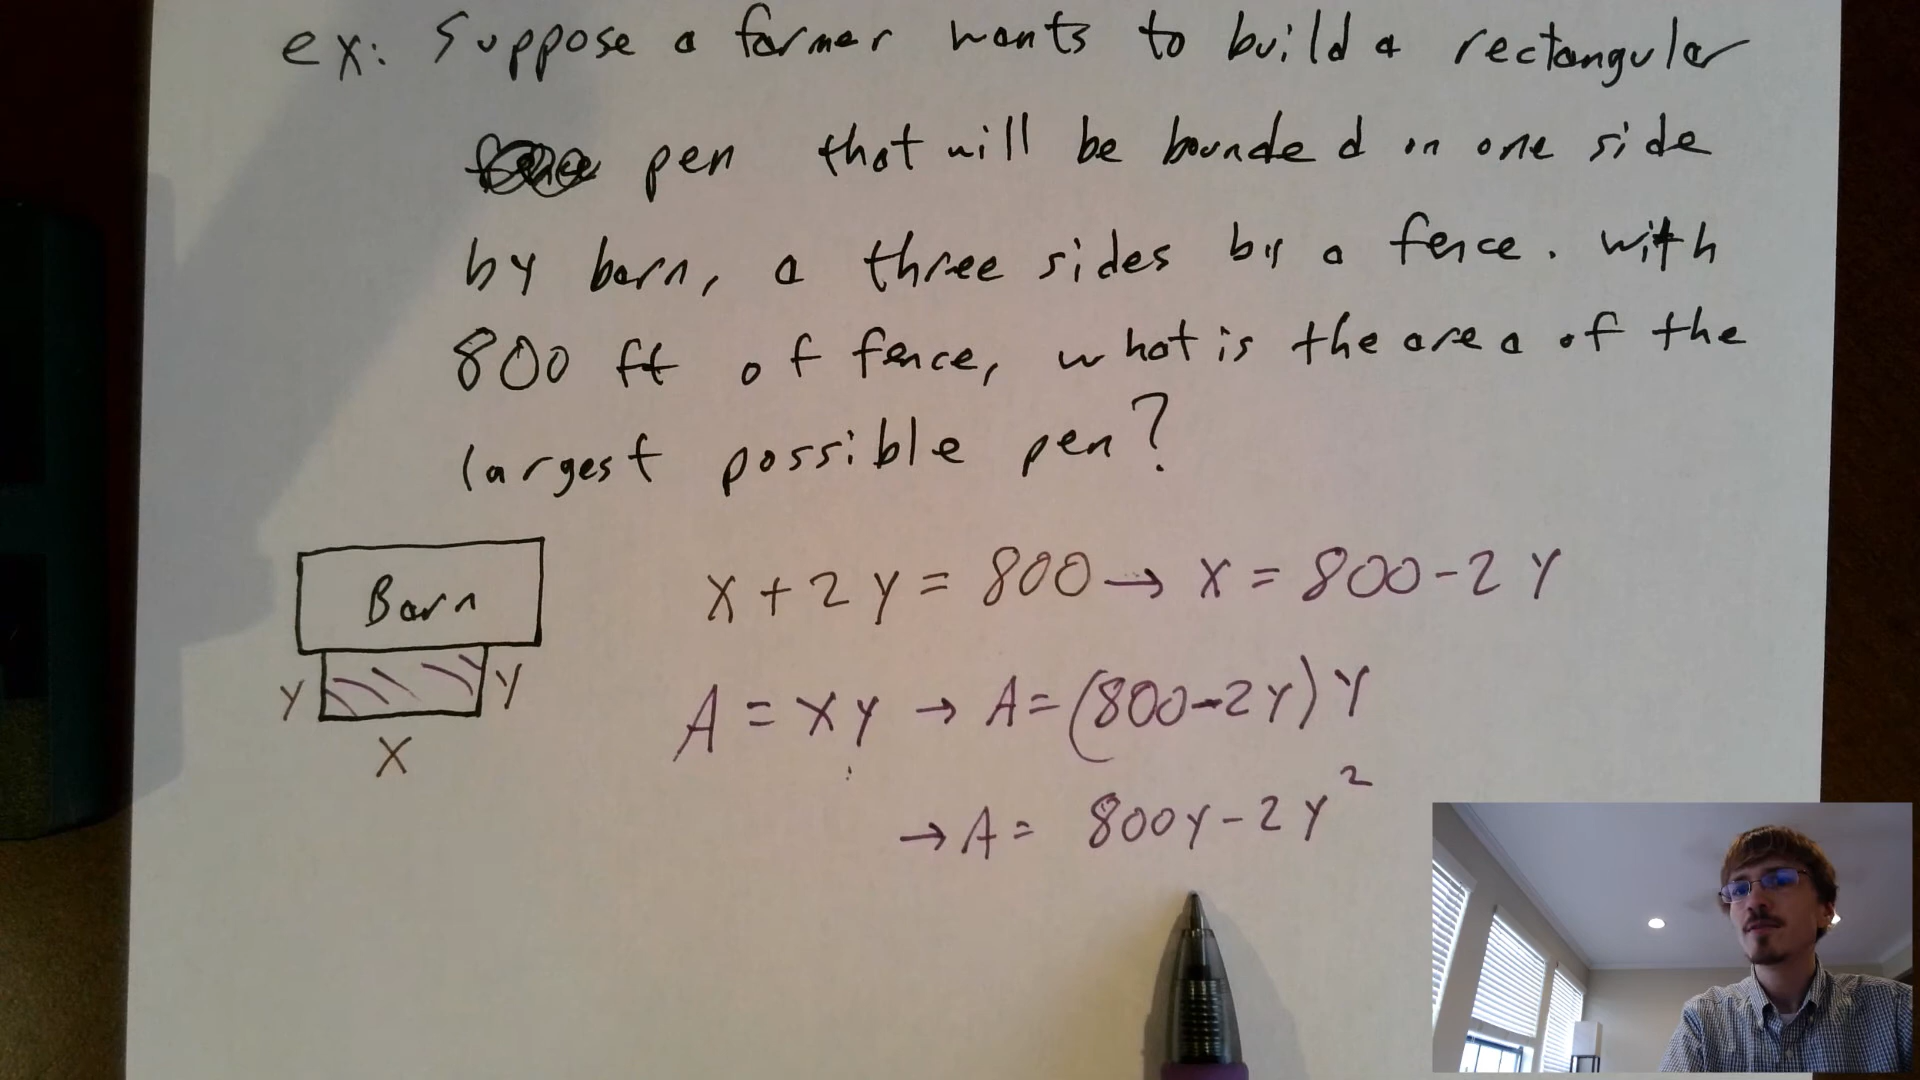 ex: Suppose a farmer wants to build a rectangular
pen that will be bounded on one side
by barn, a three sides by a fence. With
800 ft of fence, what is the area of the
largest possible pen?
Barn
Y Y
X
X + 2Y = 800 → X = 800 - 2Y
A = XY → A = (800 - 2Y) Y
→ A = 800Y - 2Y²